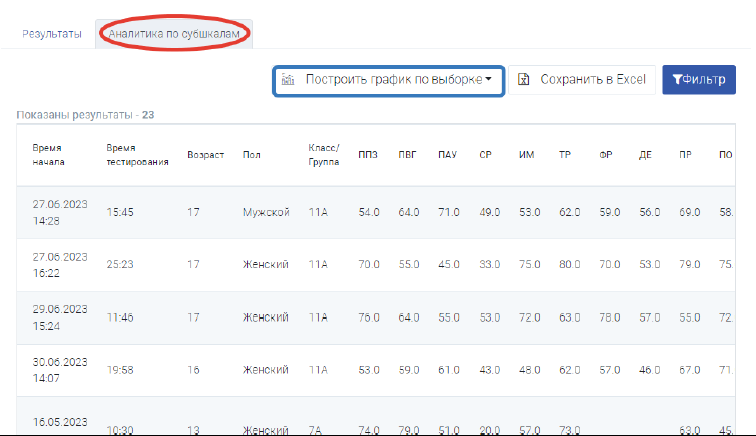 Результаты Аналитика по субшкалам
Построить график по выборке Сохранить в Excel Фильтр
Показаны результаты - 23
Время начала Время тестирования Возраст Пол Класс/Группа ППЗ ПВГ ПАУ СР ИМ ТР ФР ДЕ ПР ПО
27.06.2023 14:28 15:45 17 Мужской 11А 54.0 64.0 71.0 49.0 53.0 62.0 59.0 56.0 69.0 58.
27.06.2023 16:22 25:23 17 Женский 11А 70.0 55.0 45.0 33.0 75.0 80.0 70.0 53.0 79.0 75.
29.06.2023 15:24 11:46 17 Женский 11А 76.0 64.0 55.0 53.0 72.0 63.0 78.0 57.0 55.0 72.
30.06.2023 14:07 19:58 16 Женский 11А 53.0 59.0 61.0 43.0 48.0 62.0 57.0 46.0 67.0 71.
16.05.2023 10:30 13 Женский 7А 74.0 79.0 51.0 20.0 57.0 73.0 63.0 45.